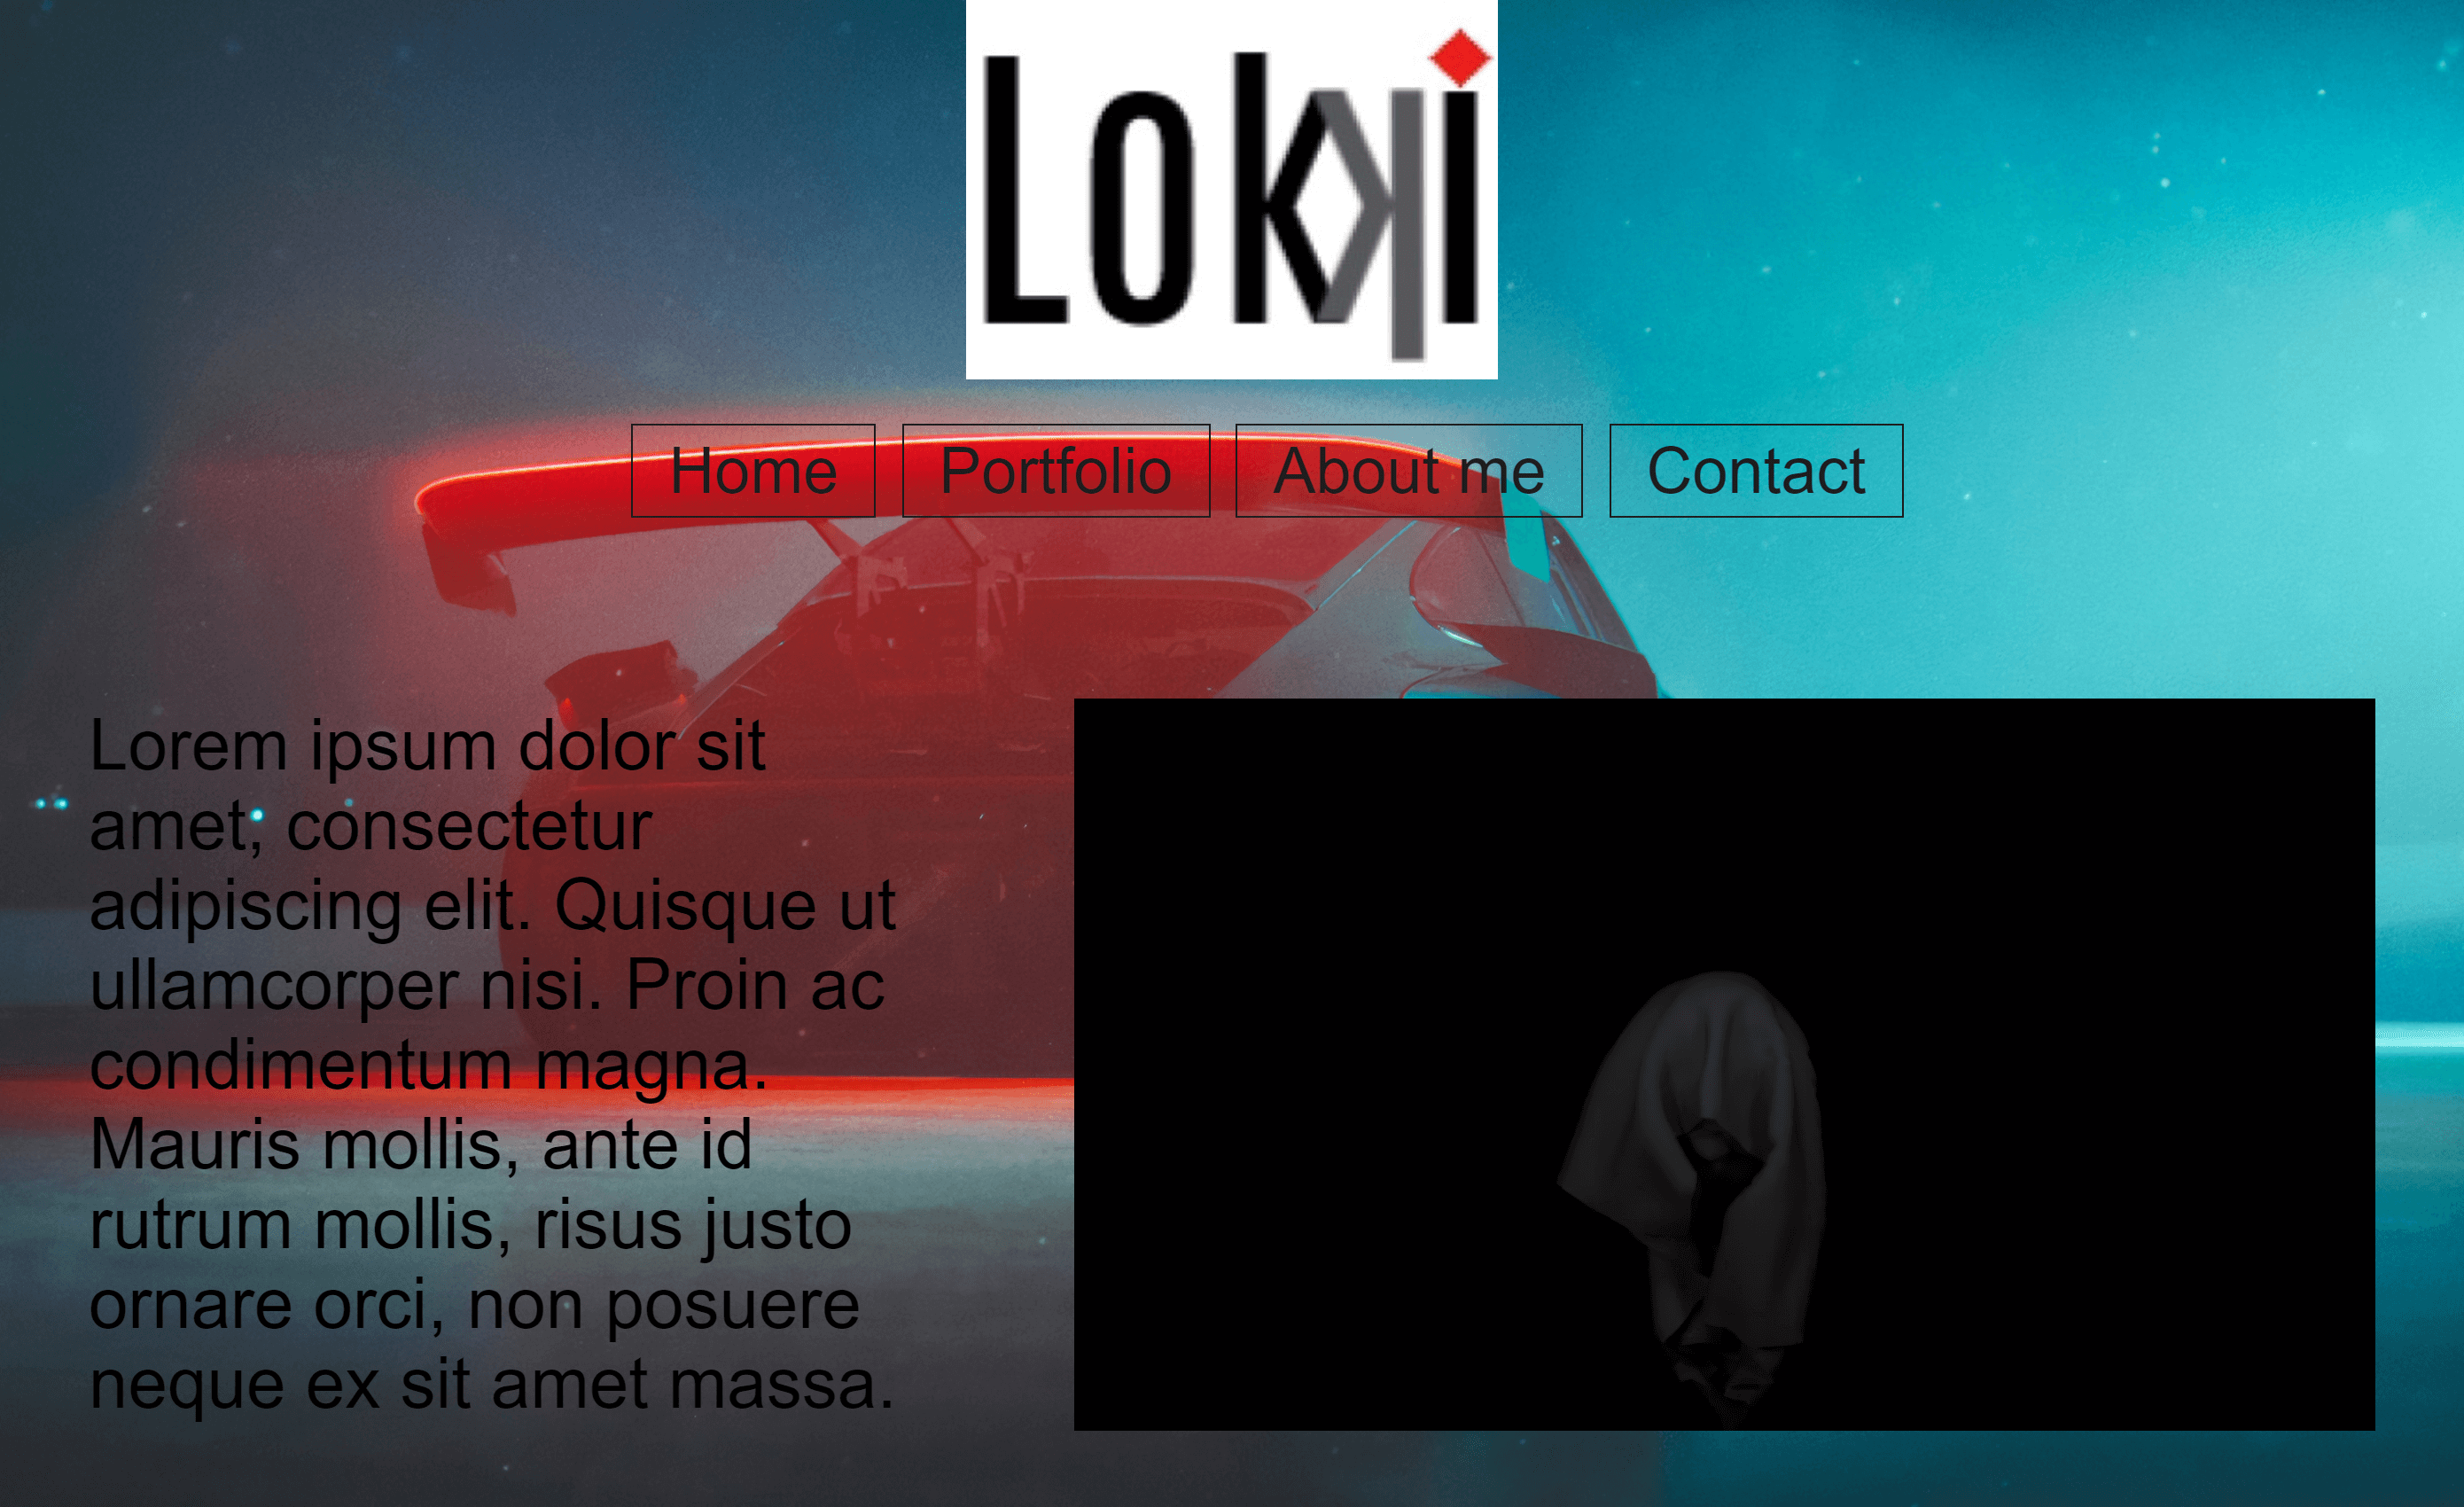 Lokki
Home
Portfolio
About me
Contact
Lorem ipsum dolor sit
amet, consectetur
adipiscing elit. Quisque ut
ullamcorper nisi. Proin ac
condimentum magna.
Mauris mollis, ante id
rutrum mollis, risus justo
ornare orci, non posuere
neque ex sit amet massa.